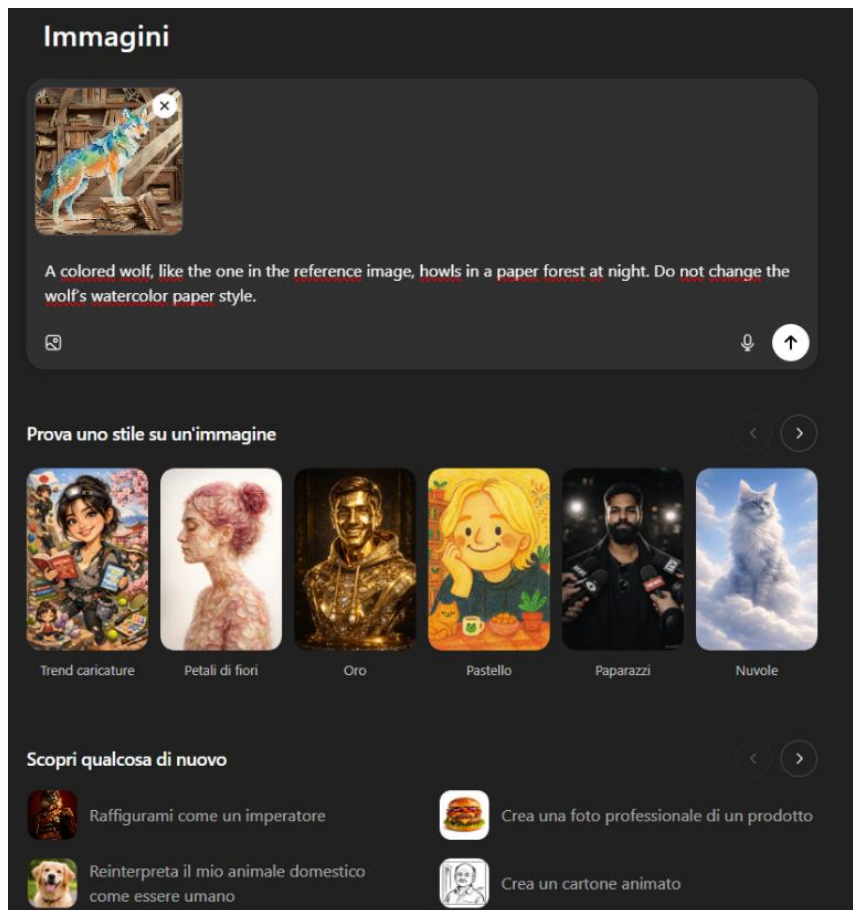 Immagini
A colored wolf, like the one in the reference image, howls in a paper forest at night. Do not change the
wolf's watercolor paper style.
Prova uno stile su un'immagine
Trend caricature
Petali di fiori
Oro
Pastello
Paparazzi
Nuvole
Scopri qualcosa di nuovo
Raffigurami come un imperatore
Crea una foto professionale di un prodotto
Reinterpreta il mio animale domestico
come essere umano
Crea un cartone animato